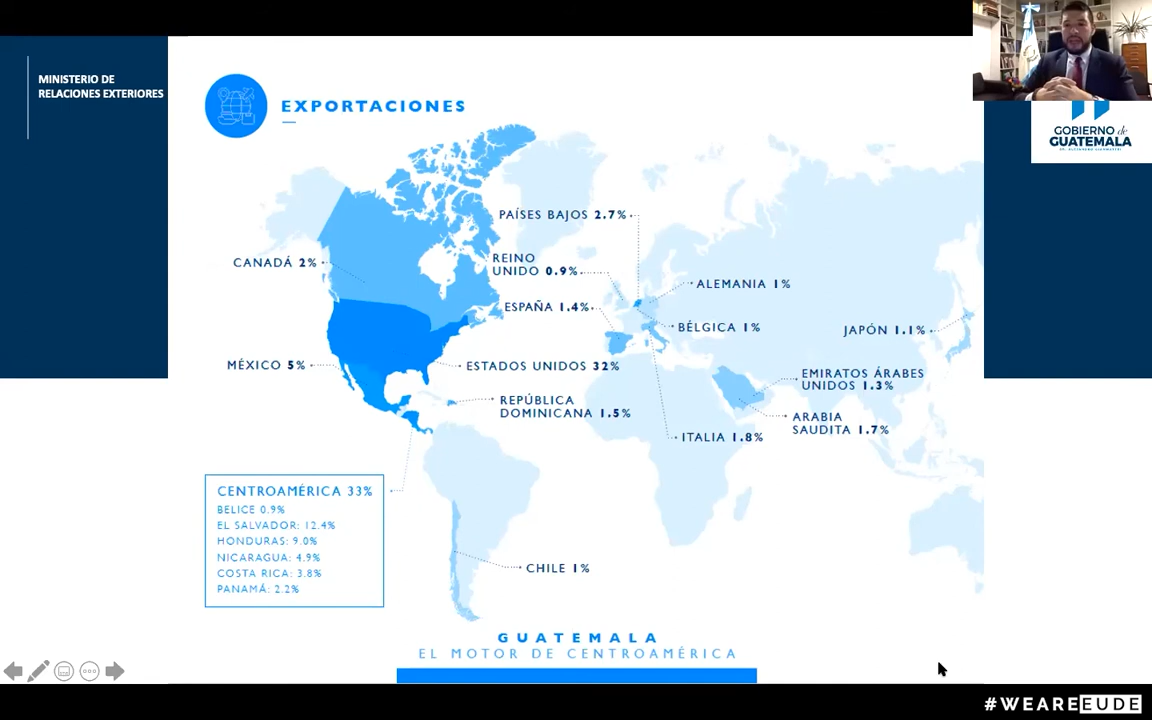 MINISTERIO DE
RELACIONES EXTERIORES
EXPORTACIONES
GOBIERNO de
GUATEMALA
PAÍSES BAJOS 2.7%
CANADÁ 2%
REINO
UNIDO 0.9%
ALEMANIA 1%
ESPAÑA 1.4%
BÉLGICA 1%
JAPÓN 1.1%
MÉXICO 5%
ESTADOS UNIDOS 32%
EMIRATOS ÁRABES
UNIDOS 1.3%
REPÚBLICA
DOMINICANA 1.5%
ARABIA
SAUDITA 1.7%
ITALIA 1.8%
CENTROAMÉRICA 33%
BELICE 0.9%
EL SALVADOR: 12.4%
HONDURAS: 9.0%
NICARAGUA: 4.9%
COSTA RICA: 3.8%
PANAMÁ: 2.2%
CHILE 1%
GUATEMALA
EL MOTOR DE CENTROAMÉRICA
#WEAREEUDE